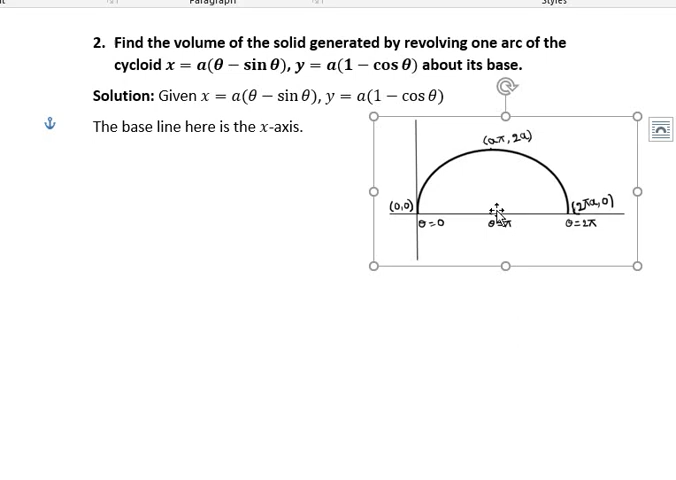 Paragraph
Styles
2. Find the volume of the solid generated by revolving one arc of the
cycloid x = a(θ − sin θ), y = a(1 − cos θ) about its base.
Solution: Given x = a(θ − sin θ), y = a(1 − cos θ)
The base line here is the x-axis.
(aπ, 2a)
(0,0)
(2πa, 0)
θ=0
θ=2π